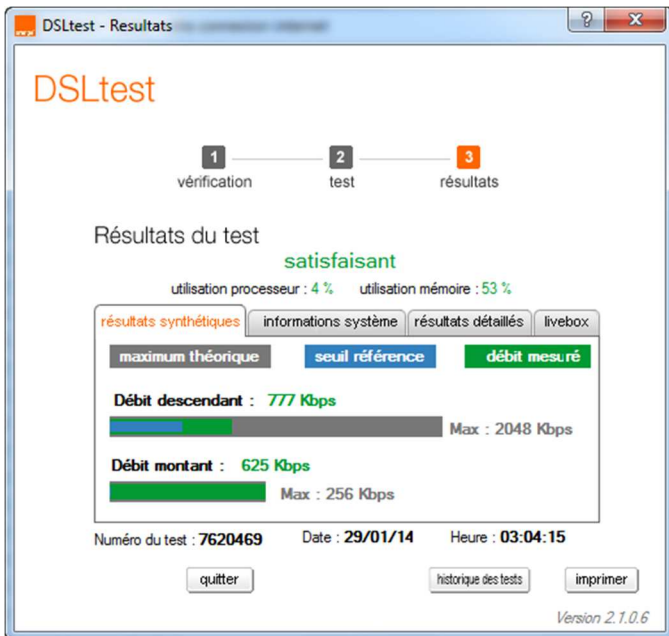 DSLtest - Resultats
DSLtest
1 2 3
vérification test résultats
Résultats du test
satisfaisant
utilisation processeur : 4 % utilisation mémoire : 53 %
résultats synthétiques informations système résultats détaillés livebox
maximum théorique seuil référence débit mesuré
Débit descendant : 777 Kbps
Max : 2048 Kbps
Débit montant : 625 Kbps
Max : 256 Kbps
Numéro du test : 7620469 Date : 29/01/14 Heure : 03:04:15
quitter historique des tests imprimer
Version 2.1.0.6